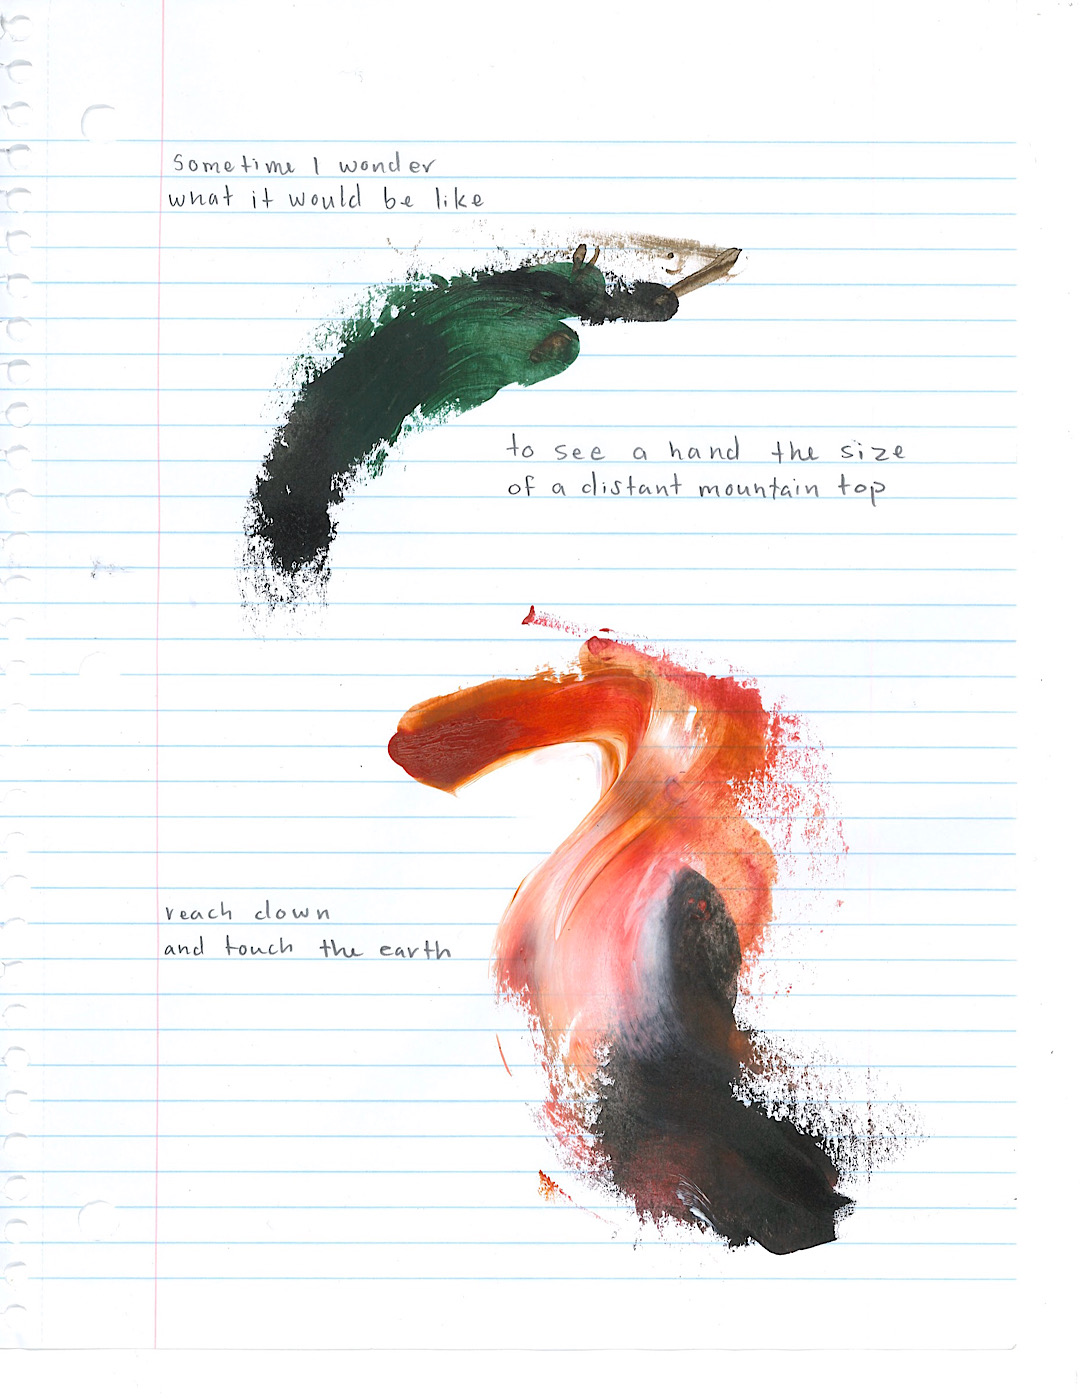 Sometime I wonder
what it would be like
to see a hand the size
of a distant mountain top
reach down
and touch the earth